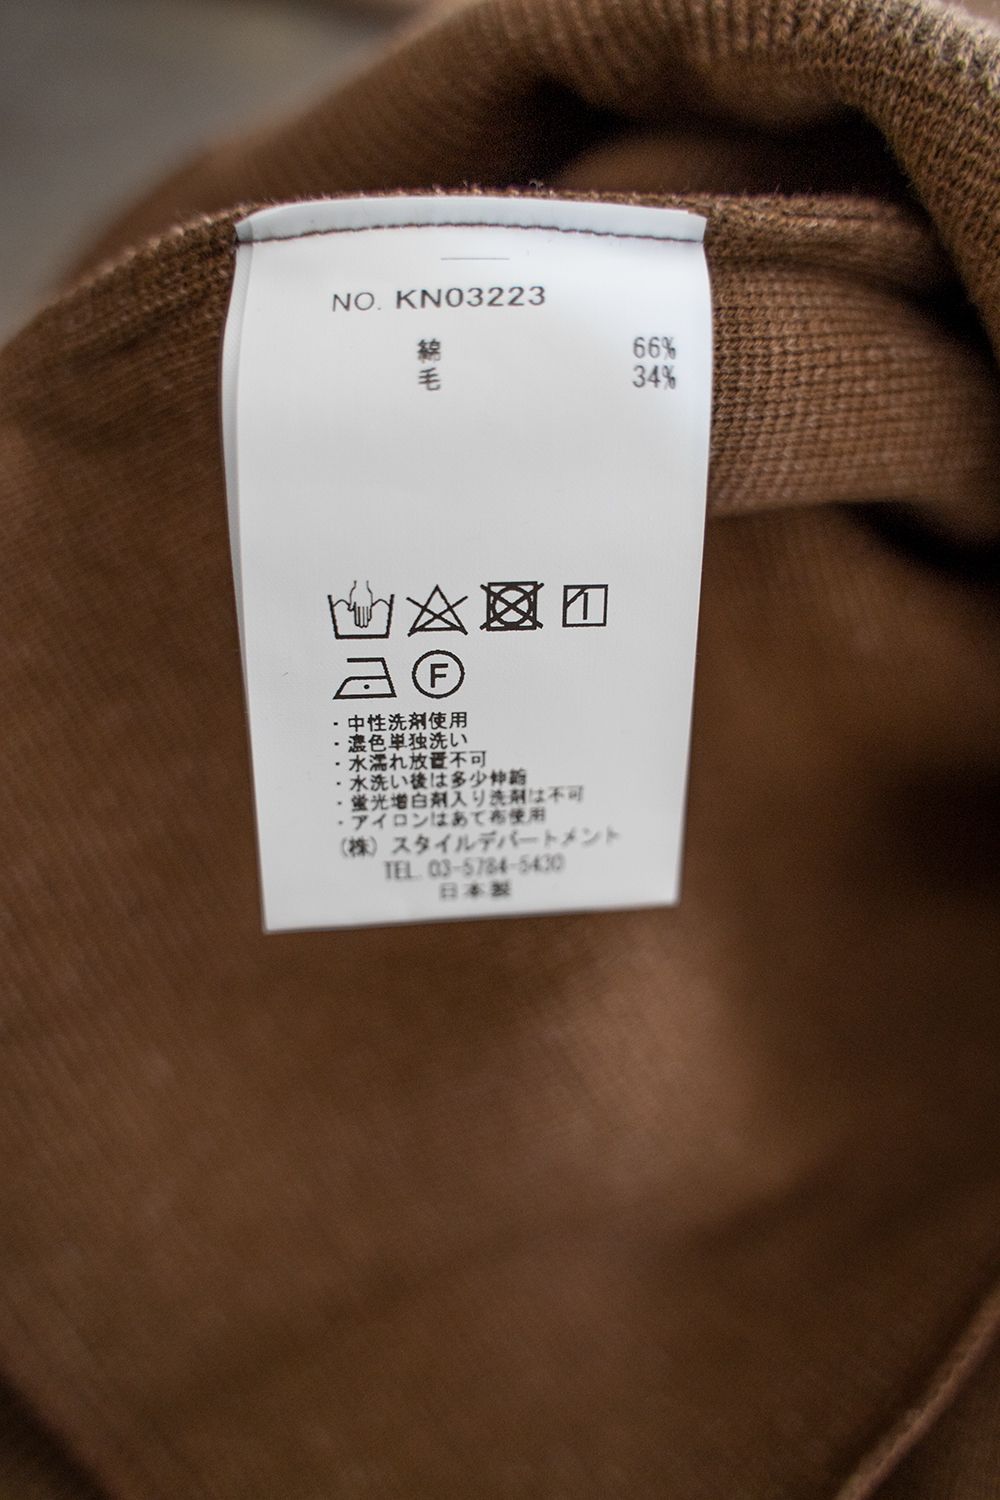 NO. KN03223
綿 66%
毛 34%
F
・中性洗剤使用
・濃色単独洗い
・水濡れ放置不可
・水洗い後は多少伸縮
・蛍光増白剤入り洗剤は不可
・アイロンはあて布使用
(株) スタイルデパートメント
TEL. 03-5784-5430
日本製